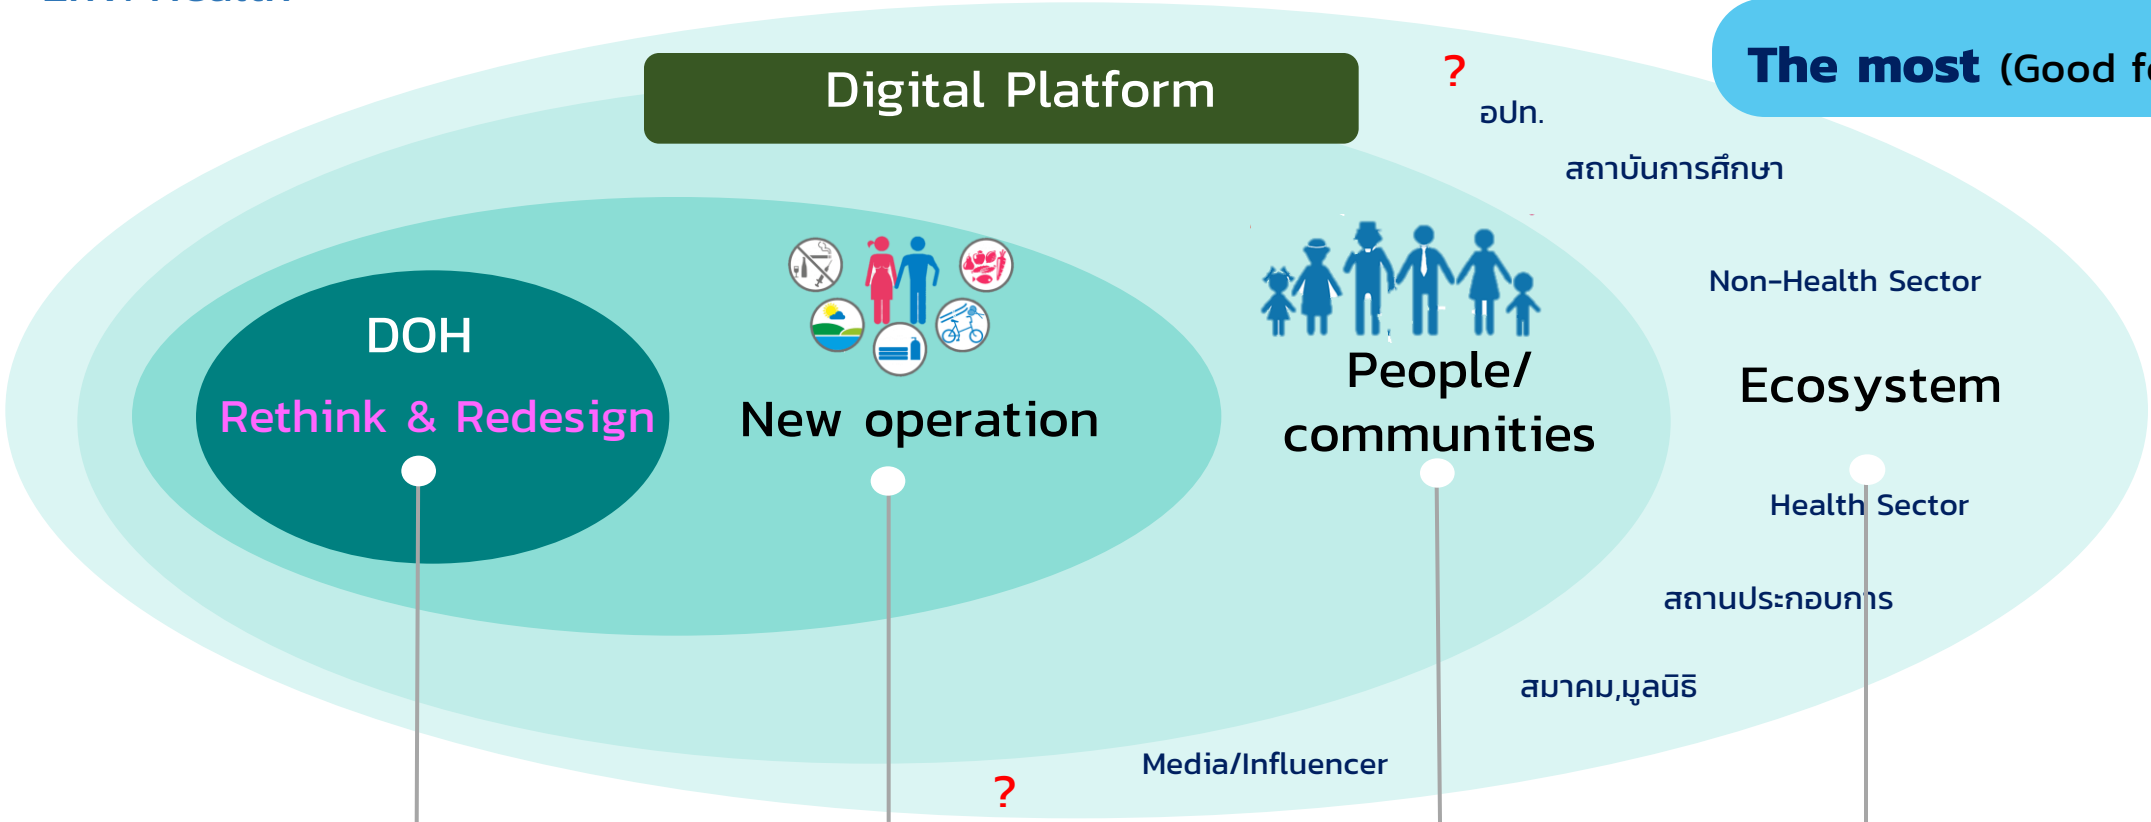 Digital Platform
The most (Good
?
อปท.
สถาบันการศึกษา
Non-Health Sector
DOH
Rethink & Redesign
New operation
People/
communities
Ecosystem
Health Sector
สถานประกอบการ
สมาคม,มูลนิธิ
Media/Influencer
?